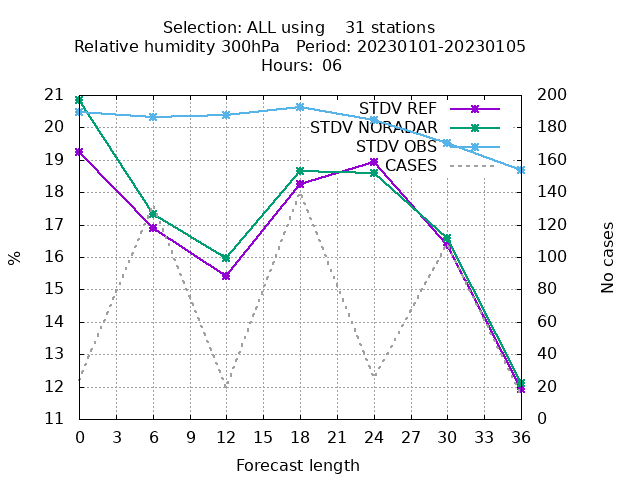 Selection: ALL using    31 stations
Relative humidity 300hPa   Period: 20230101-20230105
Hours: 06
21
20
19
18
17
16
15
14
13
12
11
%
STDV REF
STDV NORADAR
STDV OBS
CASES
200
180
160
140
120
100
80
60
40
20
0
No cases
0 3 6 9 12 15 18 21 24 27 30 33 36
Forecast length